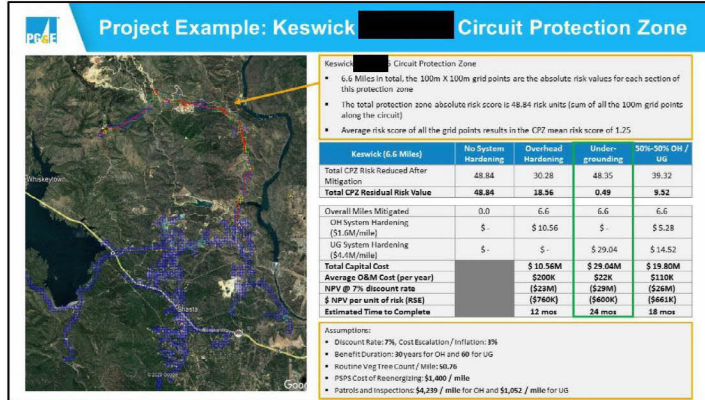 PG&E
Project Example: Keswick Circuit Protection Zone
Keswick Circuit Protection Zone
▪ 6.6 Miles in total, the 100m X 100m grid points are the absolute risk values for each section of
this protection zone
▪ The total protection zone absolute risk score is 48.84 risk units (sum of all the 100m grid points
along the circuit)
▪ Average risk score of all the grid points results in the CPZ mean risk score of 1.25
Keswick (6.6 Miles) No System Hardening Overhead Hardening Under-grounding 50%-50% OH / UG
Total CPZ Risk Reduced After Mitigation 48.84 30.28 48.35 39.32
Total CPZ Residual Risk Value 48.84 18.56 0.49 9.52
Overall Miles Mitigated 0.0 6.6 6.6 6.6
OH System Hardening ($1.6M/mile) $ - $ 10.56 $ - $ 5.28
UG System Hardening ($4.4M/mile) $ - $ - $ 29.04 $ 14.52
Total Capital Cost $ 10.56M $ 29.04M $ 19.80M
Average O&M Cost (per year) $200K $22K $110K
NPV @ 7% discount rate ($23M) ($29M) ($26M)
$ NPV per unit of risk (RSE) ($760K) ($600K) ($661K)
Estimated Time to Complete 12 mos 24 mos 18 mos
Assumptions:
▪ Discount Rate: 7%, Cost Escalation / Inflation: 3%
▪ Benefit Duration: 30 years for OH and 60 for UG
▪ Routine Veg Tree Count / Mile: 50.76
▪ PSPS Cost of Reenergizing: $1,400 / mile
▪ Patrols and Inspections: $4,239 / mile for OH and $1,052 / mile for UG
Whiskeytown
Shasta
Goo